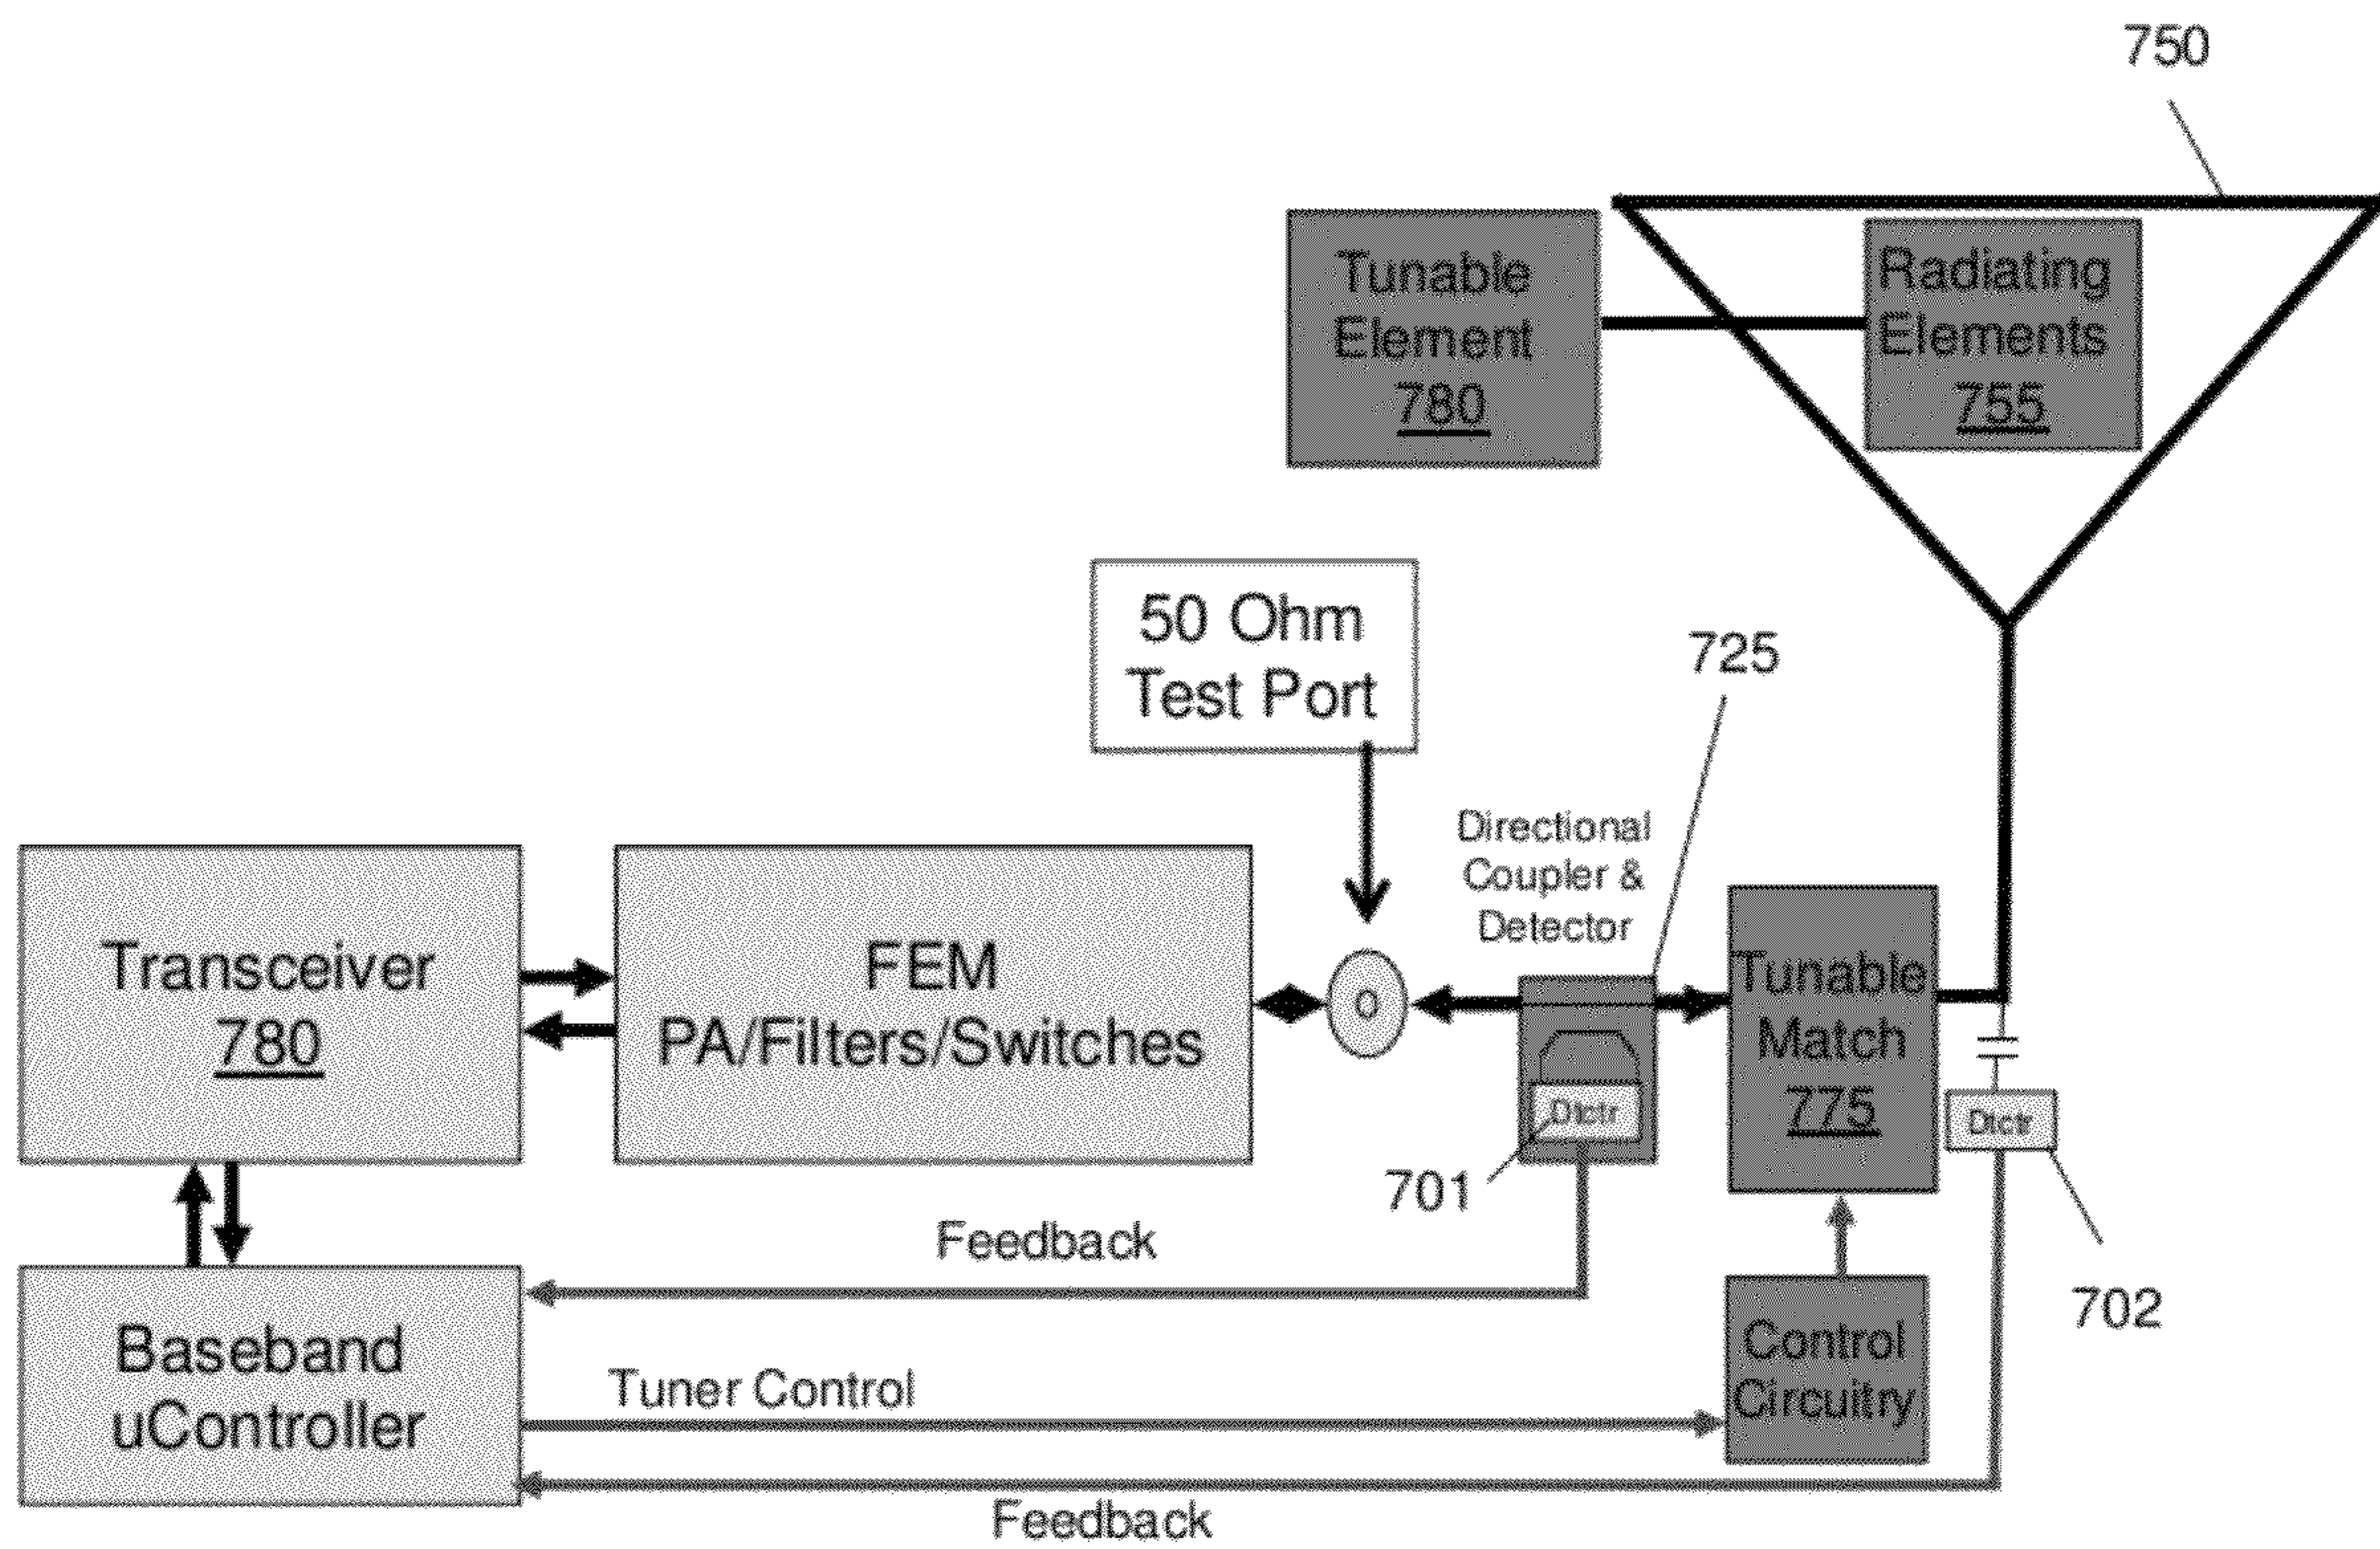 750
Tunable
Element
780
Radiating
Elements
755
50 Ohm
Test Port
725
Directional
Coupler &
Detector
Transceiver
780
FEM
PA/Filters/Switches
O
Tunable
Match
775
Dtctr
Dtctr
701
702
Feedback
Baseband
uController
Tuner Control
Control
Circuitry
Feedback